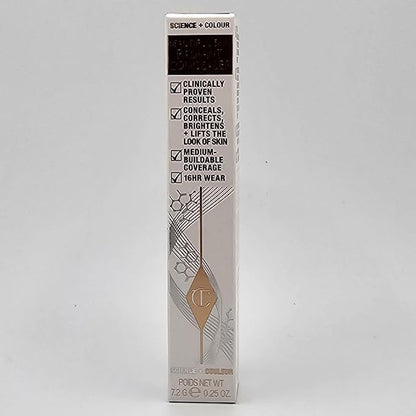 SCIENCE + COLOUR
CLINICALLY
PROVEN
RESULTS
CONCEALS,
CORRECTS,
BRIGHTENS
+ LIFTS THE
LOOK OF SKIN
MEDIUM-
BUILDABLE
COVERAGE
16HR WEAR
CT
SCIENCE + COULEUR
POIDS NET WT
7.2 G ℮ 0.25 OZ.